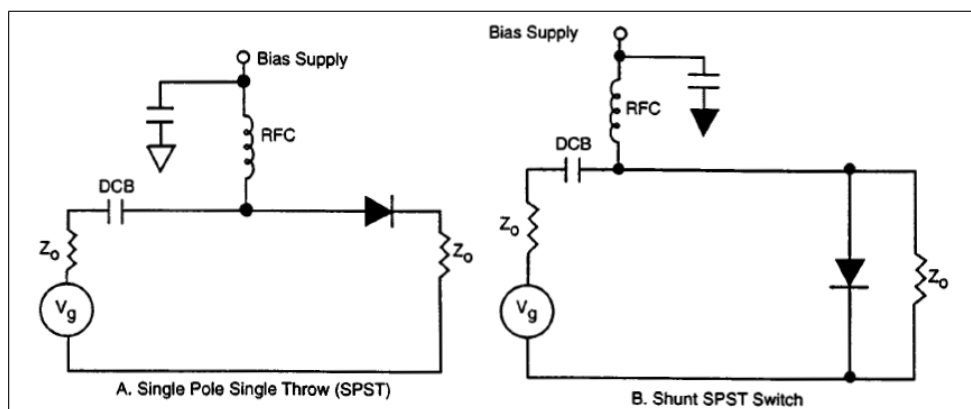 Bias Supply
RFC
DCB
Zo
Vg
Zo
A. Single Pole Single Throw (SPST)
Bias Supply
RFC
DCB
Zo
Vg
Zo
B. Shunt SPST Switch